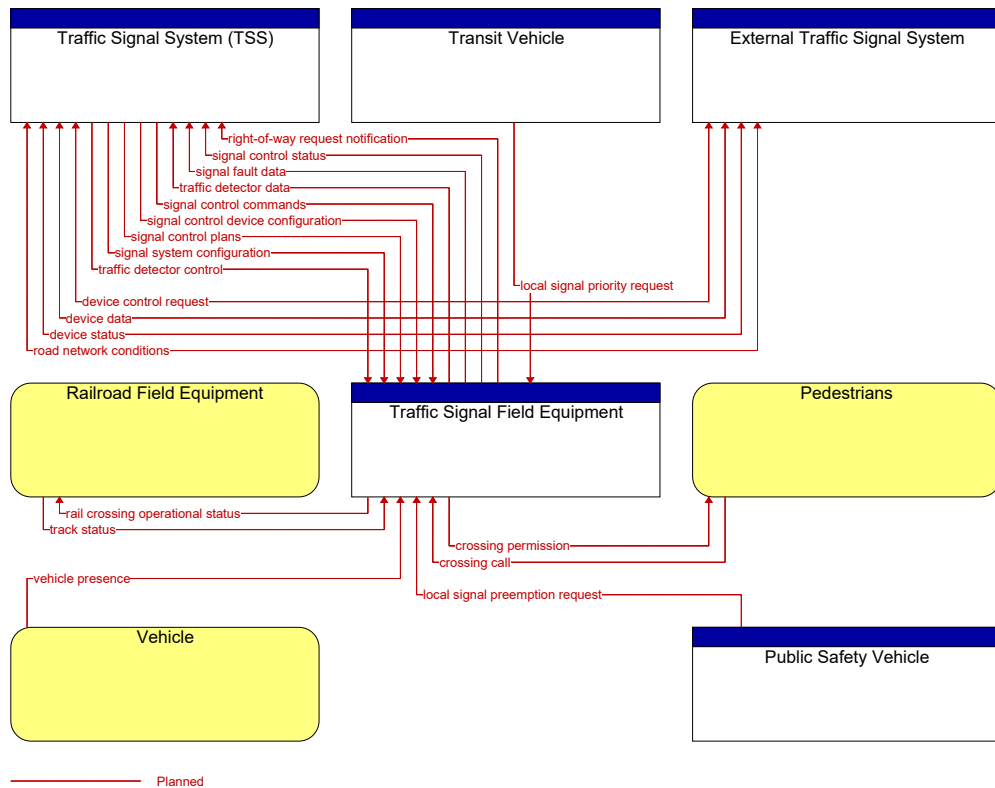 Traffic Signal System (TSS)
Transit Vehicle
External Traffic Signal System
right-of-way request notification
signal control status
signal fault data
traffic detector data
signal control commands
signal control device configuration
signal control plans
signal system configuration
traffic detector control
local signal priority request
device control request
device data
device status
road network conditions
Railroad Field Equipment
Traffic Signal Field Equipment
Pedestrians
rail crossing operational status
track status
crossing permission
crossing call
vehicle presence
local signal preemption request
Vehicle
Public Safety Vehicle
Planned